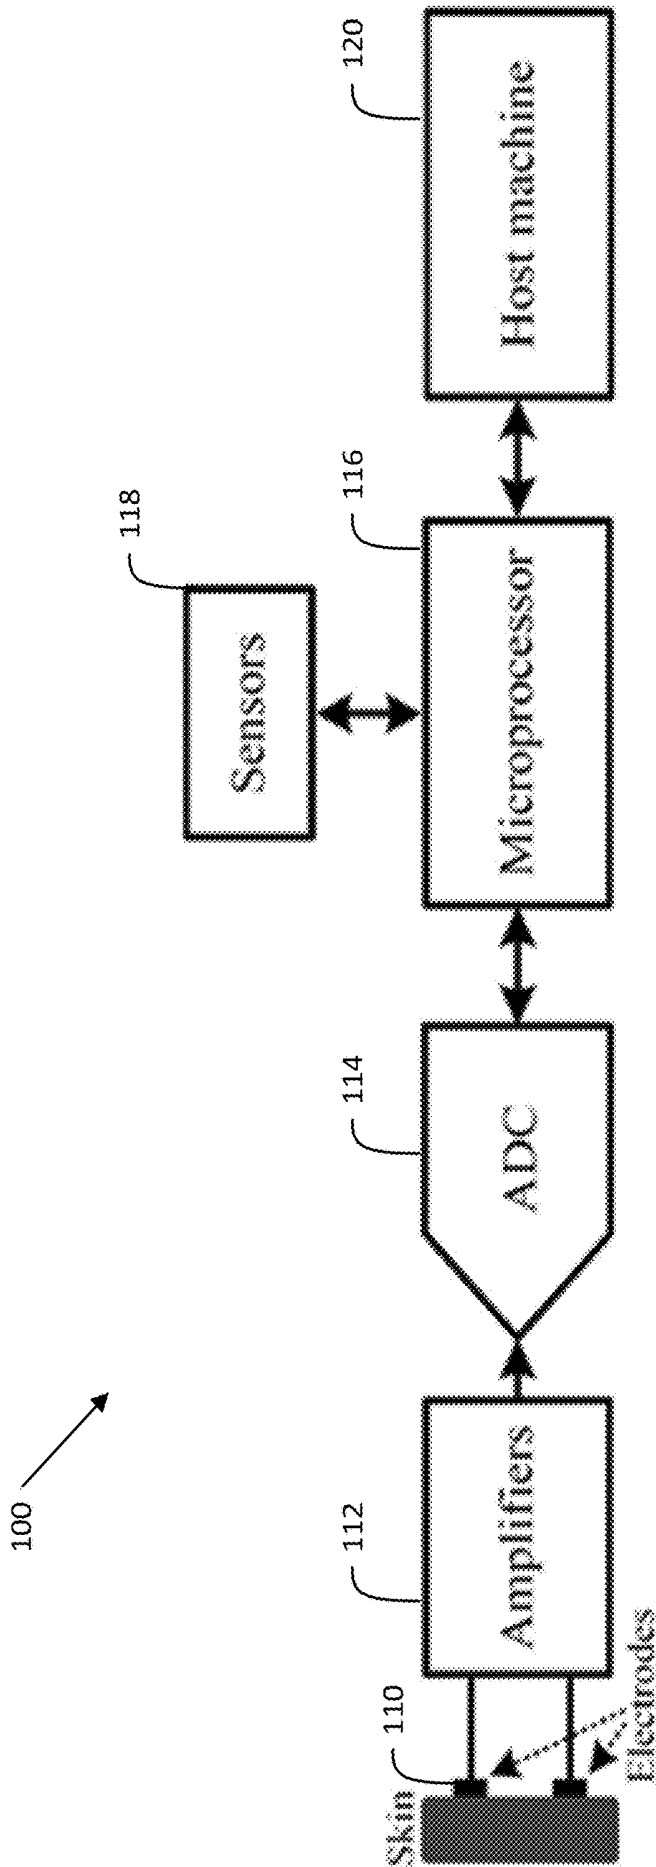 100
Skin
110
Electrodes
112
Amplifiers
114
ADC
116
Microprocessor
118
Sensors
120
Host machine